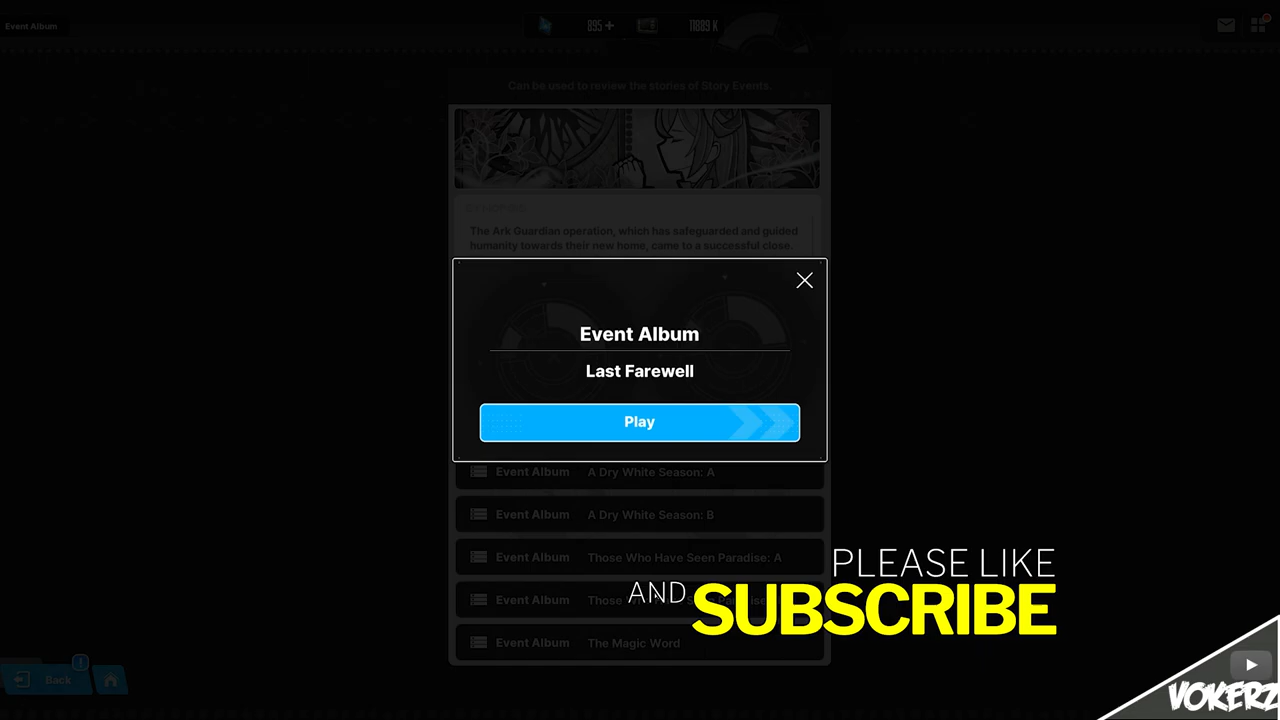 Event Album
895 +
11889 K
Can be used to review the stories of Story Events.
The Ark Guardian operation, which has safeguarded and guided
humanity towards their new home, came to a successful close.
Event Album
Last Farewell
Play
Event Album A Dry White Season: A
Event Album A Dry White Season: B
Event Album Those Who Have Seen Paradise: A
Event Album Those
Event Album The Magic Word
PLEASE LIKE
AND SUBSCRIBE
Back
VOKERZ